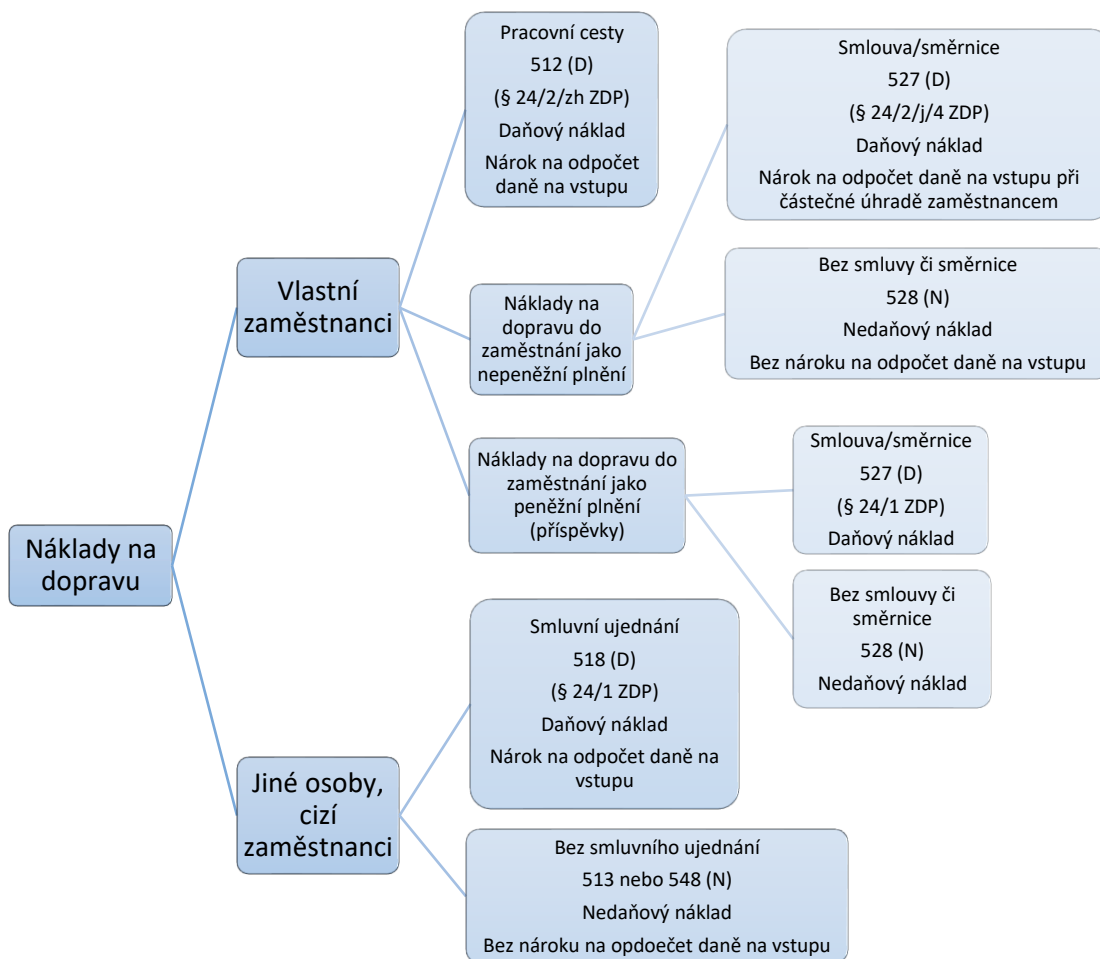 Náklady na
dopravu
Vlastní
zaměstnanci
Pracovní cesty
512 (D)
(§ 24/2/zh ZDP)
Daňový náklad
Nárok na odpočet
daně na vstupu
Náklady na
dopravu do
zaměstnání jako
nepeněžní plnění
Smlouva/směrnice
527 (D)
(§ 24/2/j/4 ZDP)
Daňový náklad
Nárok na odpočet daně na vstupu při
částečné úhradě zaměstnancem
Bez smluvy či směrnice
528 (N)
Nedaňový náklad
Bez nároku na odpočet daně na vstupu
Náklady na dopravu do
zaměstnání jako
peněžní plnění
(příspěvky)
Smlouva/směrnice
527 (D)
(§ 24/1 ZDP)
Daňový náklad
Bez smlouvy či
směrnice
528 (N)
Nedaňový náklad
Jiné osoby,
cizí
zaměstnanci
Smluvní ujednání
518 (D)
(§ 24/1 ZDP)
Daňový náklad
Nárok na odpočet daně na
vstupu
Bez smluvního ujednání
513 nebo 548 (N)
Nedaňový náklad
Bez nároku na opdoečet daně na vstupu